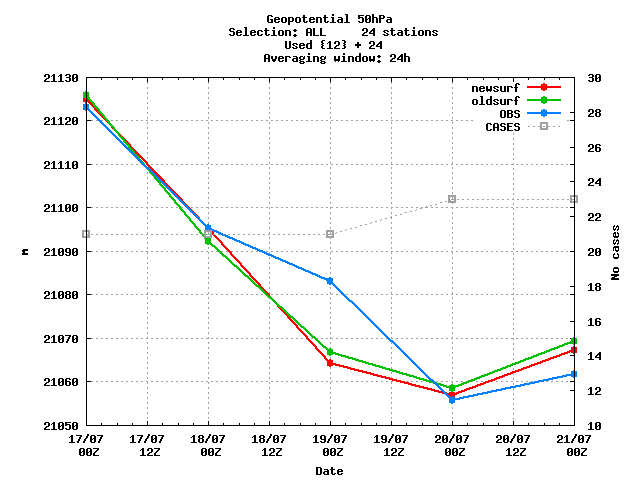 Geopotential 50hPa
Selection: ALL 24 stations
Used {12} + 24
Averaging window: 24h
21130
21120
21110
21100
21090
21080
21070
21060
21050
m
30
28
26
24
22
20
18
16
14
12
10
No cases
newsurf
oldsurf
OBS
CASES
17/07 17/07 18/07 18/07 19/07 19/07 20/07 20/07 21/07
00Z 12Z 00Z 12Z 00Z 12Z 00Z 12Z 00Z
Date